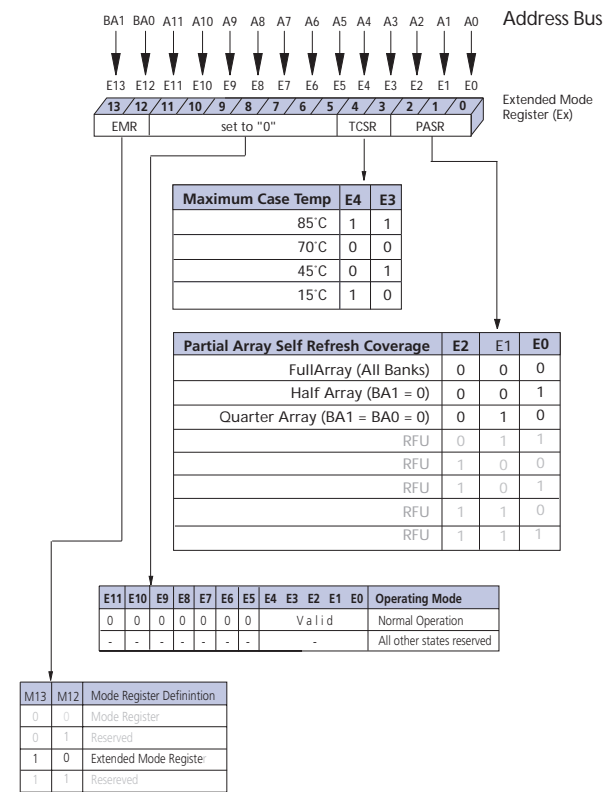 BA1 BA0 A11 A10 A9 A8 A7 A6 A5 A4 A3 A2 A1 A0 Address Bus
E13 E12 E11 E10 E9 E8 E7 E6 E5 E4 E3 E2 E1 E0
13 12 11 10 9 8 7 6 5 4 3 2 1 0
Extended Mode
Register (Ex)
EMR set to "0" TCSR PASR
Maximum Case Temp E4 E3
85°C 1 1
70°C 0 0
45°C 0 1
15°C 1 0
Partial Array Self Refresh Coverage E2 E1 E0
FullArray (All Banks) 0 0 0
Half Array (BA1 = 0) 0 0 1
Quarter Array (BA1 = BA0 = 0) 0 1 0
RFU 0 1 1
RFU 1 0 0
RFU 1 0 1
RFU 1 1 0
RFU 1 1 1
E11 E10 E9 E8 E7 E6 E5 E4 E3 E2 E1 E0 Operating Mode
0 0 0 0 0 0 0 Valid Normal Operation
- - - - - - - - All other states reserved
M13 M12 Mode Register Definintion
0 0 Mode Register
0 1 Reserved
1 0 Extended Mode Register
1 1 Resereved